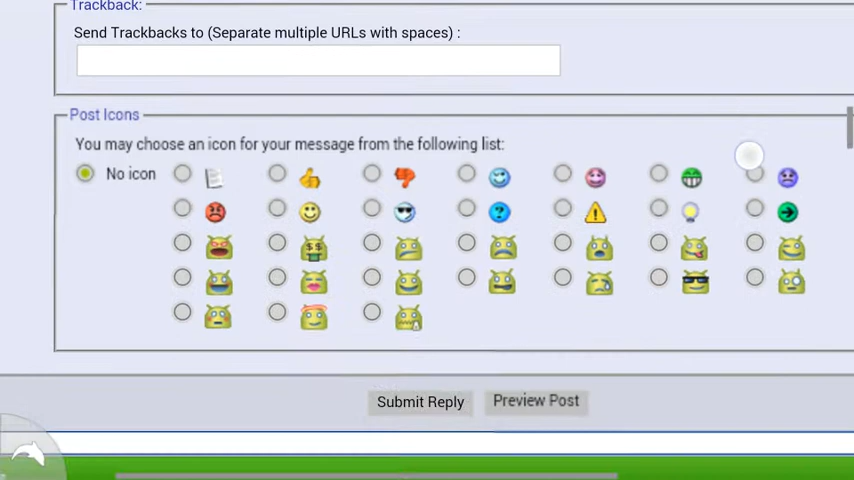 Trackback:
Send Trackbacks to (Separate multiple URLs with spaces) :
Post Icons
You may choose an icon for your message from the following list:
No icon
Submit Reply
Preview Post